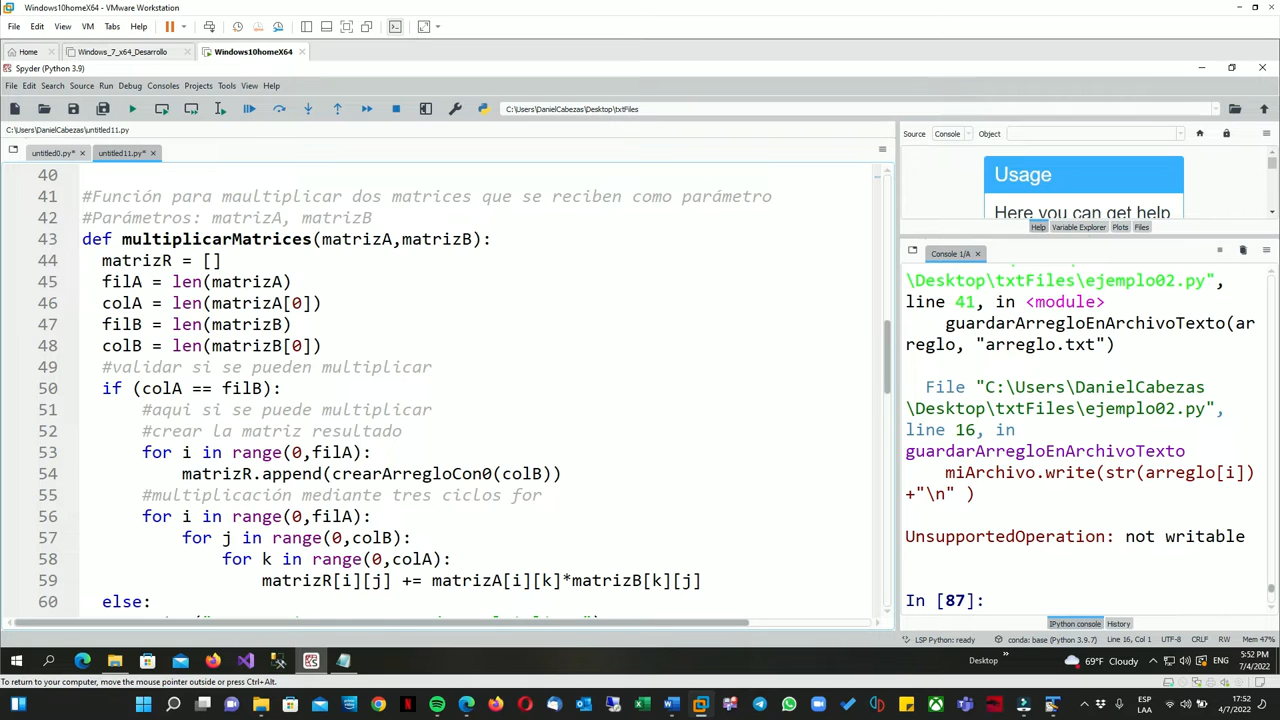 Windows10homeX64 - VMware Workstation
File Edit View VM Tabs Help
Home Windows_7_x64_Desarrollo Windows10homeX64
Spyder (Python 3.9)
File Edit Search Source Run Debug Consoles Projects Tools View Help
C:\Users\DanielCabezas\Desktop\txtFiles
C:\Users\DanielCabezas\untitled11.py
untitled0.py* untitled11.py*
40
41 #Función para maultiplicar dos matrices que se reciben como parámetro
42 #Parámetros: matrizA, matrizB
43 def multiplicarMatrices(matrizA,matrizB):
44 matrizR = []
45 filA = len(matrizA)
46 colA = len(matrizA[0])
47 filB = len(matrizB)
48 colB = len(matrizB[0])
49 #validar si se pueden multiplicar
50 if (colA == filB):
51 #aqui si se puede multiplicar
52 #crear la matriz resultado
53 for i in range(0,filA):
54 matrizR.append(crearArregloCon0(colB))
55 #multiplicación mediante tres ciclos for
56 for i in range(0,filA):
57 for j in range(0,colB):
58 for k in range(0,colA):
59 matrizR[i][j] += matrizA[i][k]*matrizB[k][j]
60 else:
Source Console Object
Usage
Here you can get help
Help Variable Explorer Plots Files
Console 1/A
\Desktop\txtFiles\ejemplo02.py",
line 41, in <module>
guardarArregloEnArchivoTexto(ar
reglo, "arreglo.txt")
File "C:\Users\DanielCabezas
\Desktop\txtFiles\ejemplo02.py",
line 16, in
guardarArregloEnArchivoTexto
miArchivo.write(str(arreglo[i])
+"\n" )
UnsupportedOperation: not writable
In [87]:
IPython console History
LSP Python: ready conda: base (Python 3.9.7) Line 16, Col 1 UTF-8 CRLF RW Mem 47%
Desktop 69°F Cloudy ENG 5:52 PM
7/4/2022
To return to your computer, move the mouse pointer outside or press Ctrl+Alt.
ESP 17:52
LAA 4/7/2022